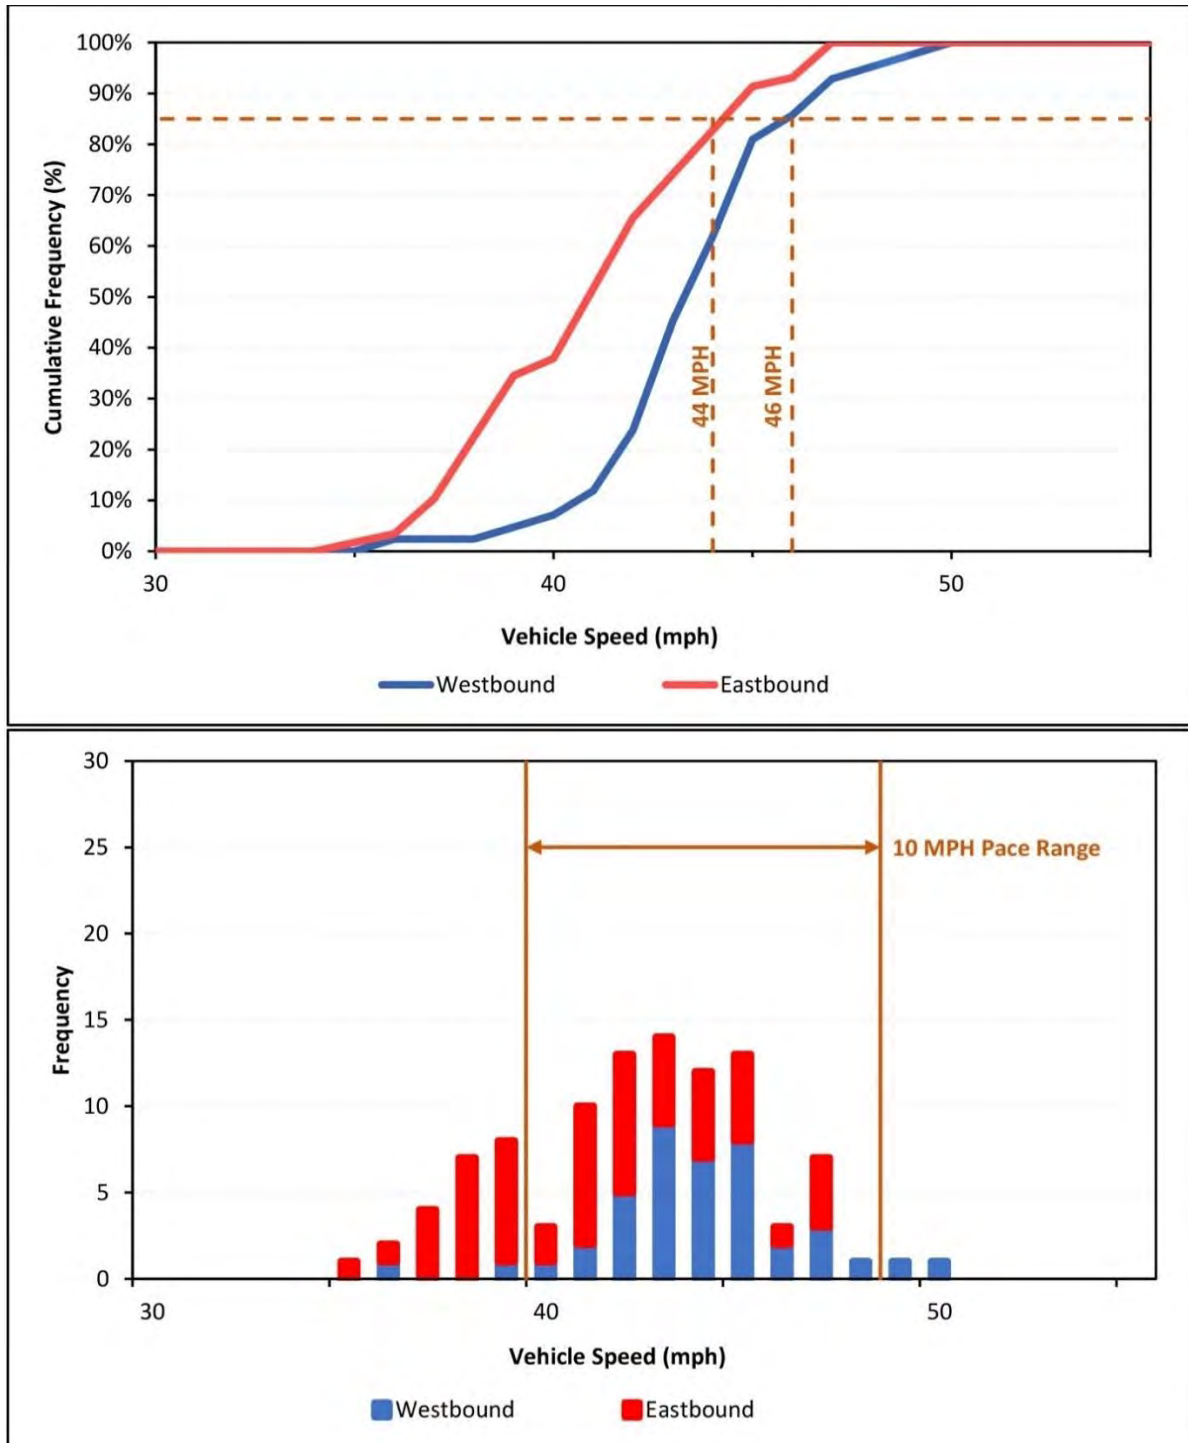 100%
90%
80%
70%
60%
50%
40%
30%
20%
10%
0%
Cumulative Frequency (%)
44 MPH
46 MPH
30
40
50
Vehicle Speed (mph)
Westbound
Eastbound
30
25
20
15
10
5
0
Frequency
10 MPH Pace Range
30
40
50
Vehicle Speed (mph)
Westbound
Eastbound